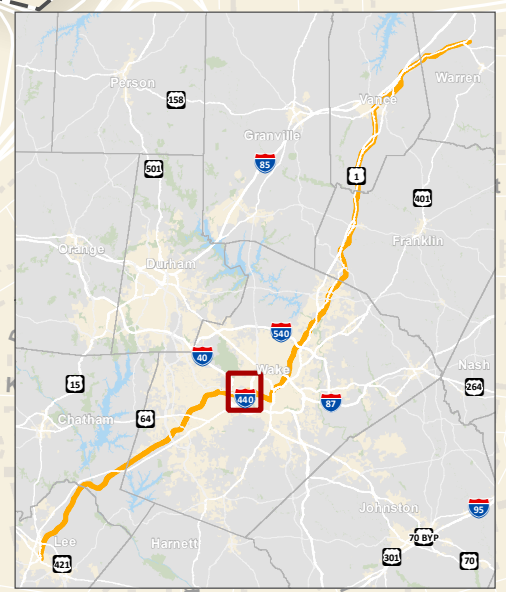 Person
158
Warren
Vance
Granville
85
501
1
401
Orange
Durham
Franklin
540
40
Wake
Nash
15
440
87
264
Chatham
64
Johnston
95
Lee
Harnett
70 BYP
421
301
70